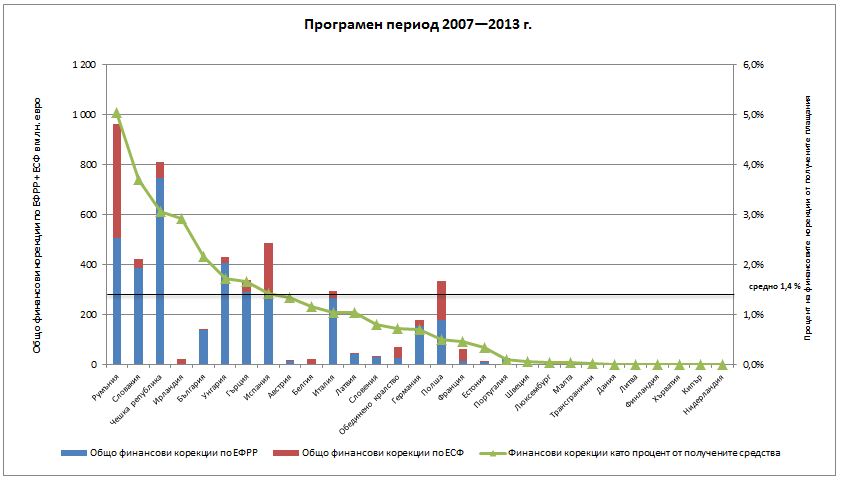 Програмен период 2007—2013 г.
Общо финансови корекции по ЕФРР + ЕСФ в млн. евро
1 200
1 000
800
600
400
200
0
6,0%
5,0%
4,0%
3,0%
2,0%
1,0%
0,0%
средно 1,4 %
Процент на финансовите корекции от получените плащания
Румъния
Словакия
Чешка република
Ирландия
България
Унгария
Гърция
Испания
Австрия
Белгия
Италия
Латвия
Словения
Обединено кралство
Германия
Полша
Франция
Естония
Португалия
Швеция
Люксембург
Малта
Трансгранични
Дания
Литва
Финландия
Хърватия
Кипър
Нидерландия
Общо финансови корекции по ЕФРР
Общо финансови корекции по ЕСФ
Финансови корекции като процент от получените средства